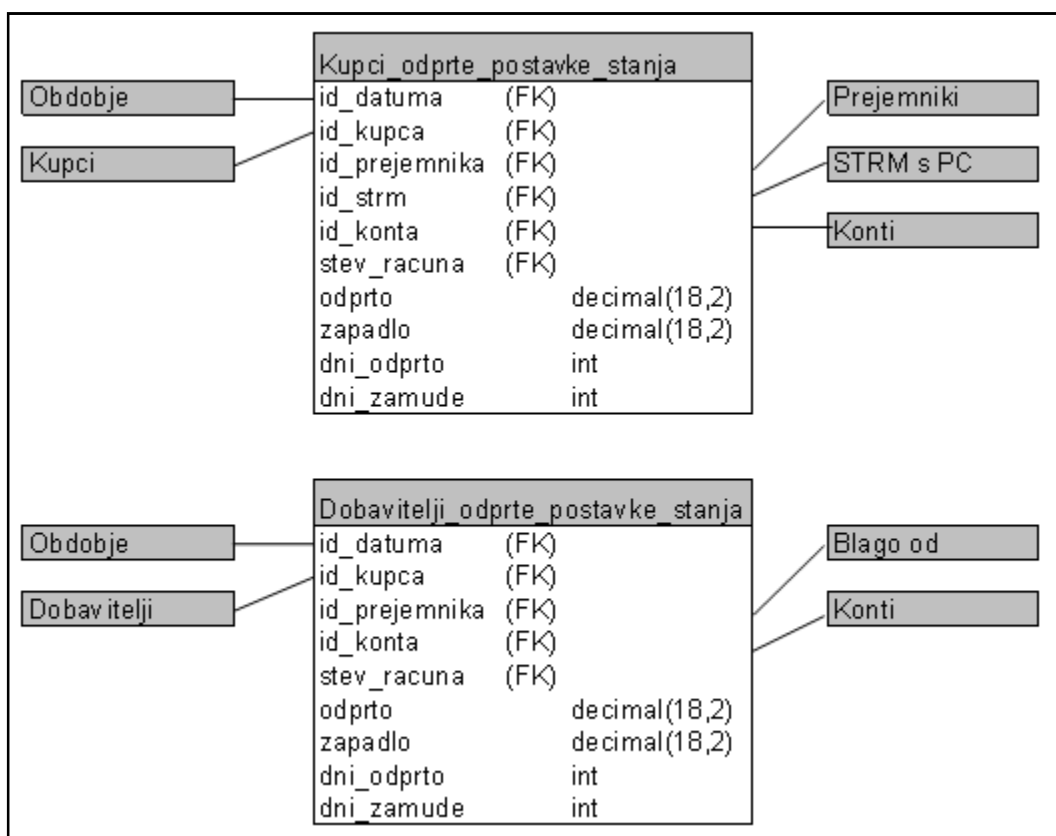 Kupci_odprte_postavke_stanja
Obdobje
id_datuma (FK)
Prejemniki
Kupci
id_kupca (FK)
id_prejemnika (FK)
STRM s PC
id_strm (FK)
id_konta (FK)
Konti
stev_racuna (FK)
odprto decimal(18,2)
zapadlo decimal(18,2)
dni_odprto int
dni_zamude int
Dobavitelji_odprte_postavke_stanja
Obdobje
id_datuma (FK)
Blago od
Dobavitelji
id_kupca (FK)
id_prejemnika (FK)
Konti
id_konta (FK)
stev_racuna (FK)
odprto decimal(18,2)
zapadlo decimal(18,2)
dni_odprto int
dni_zamude int